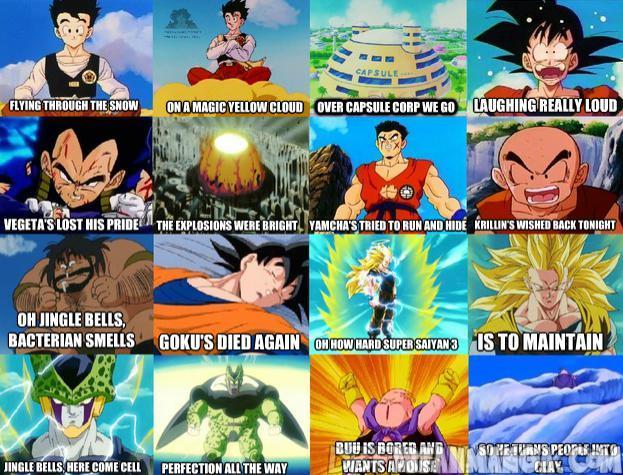 FLYING THROUGH THE SNOW
ON A MAGIC YELLOW CLOUD
CAPSULE
OVER CAPSULE CORP WE GO
LAUGHING REALLY LOUD
VEGETA'S LOST HIS PRIDE
THE EXPLOSIONS WERE BRIGHT
YAMCHA'S TRIED TO RUN AND HIDE
KRILLIN'S WISHED BACK TONIGHT
OH JINGLE BELLS,
BACTERIAN SMELLS
GOKU'S DIED AGAIN
OH HOW HARD SUPER SAIYAN 3
IS TO MAINTAIN
JINGLE BELLS, HERE COME CELL
PERFECTION ALL THE WAY
BUU IS BORED AND
WANTS A HOUSE
SO HE TURNS PEOPLE INTO
CLAY